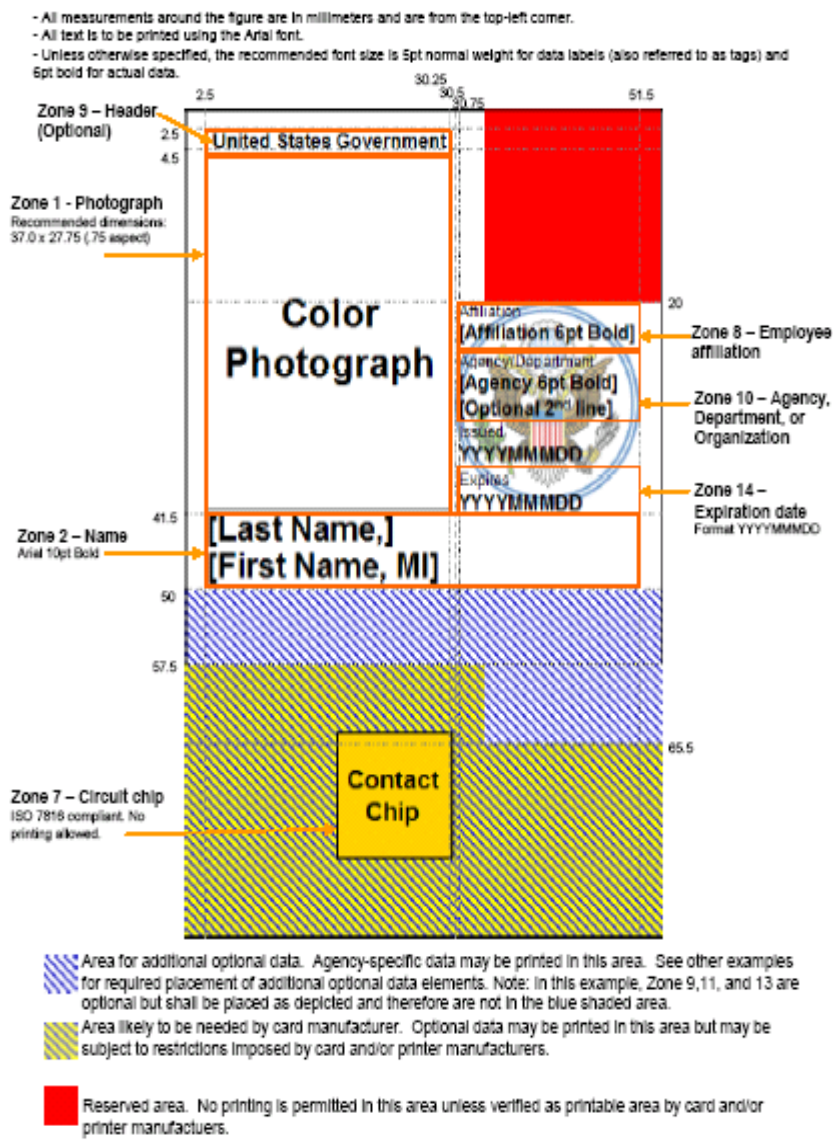 - All measurements around the figure are in millimeters and are from the top-left corner.
- All text is to be printed using the Arial font.
- Unless otherwise specified, the recommended font size is 5pt normal weight for data labels (also referred to as tags) and
6pt bold for actual data.
30.25
2.5
30.5
30.75
51.5
Zone 9 – Header
(Optional)
2.5
4.5
United States Government
Zone 1 - Photograph
Recommended dimensions:
37.0 x 27.75 (.75 aspect)
Color
Photograph
20
Affiliation
[Affiliation 6pt Bold]
Zone 8 – Employee
affiliation
Agency/Department
[Agency 6pt Bold]
[Optional 2nd line]
Zone 10 – Agency,
Department, or
Organization
Issued
YYYYMMMDD
Expires
YYYYMMMDD
Zone 14 –
Expiration date
Format YYYYMMMDD
41.5
Zone 2 – Name
Arial 10pt Bold
[Last Name,]
[First Name, MI]
50
57.5
65.5
Zone 7 – Circuit chip
ISO 7816 compliant. No
printing allowed.
Contact
Chip
Area for additional optional data. Agency-specific data may be printed in this area. See other examples
for required placement of additional optional data elements. Note: In this example, Zone 9,11, and 13 are
optional but shall be placed as depicted and therefore are not in the blue shaded area.
Area likely to be needed by card manufacturer. Optional data may be printed in this area but may be
subject to restrictions imposed by card and/or printer manufacturers.
Reserved area. No printing is permitted in this area unless verified as printable area by card and/or
printer manufactuers.